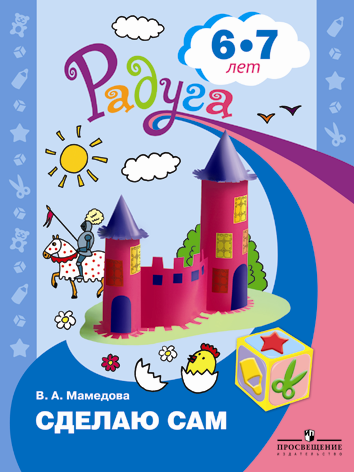 6•7
лет
Радуга
В. А. Мамедова
СДЕЛАЮ САМ
ПРОСВЕЩЕНИЕ
ИЗДАТЕЛЬСТВО